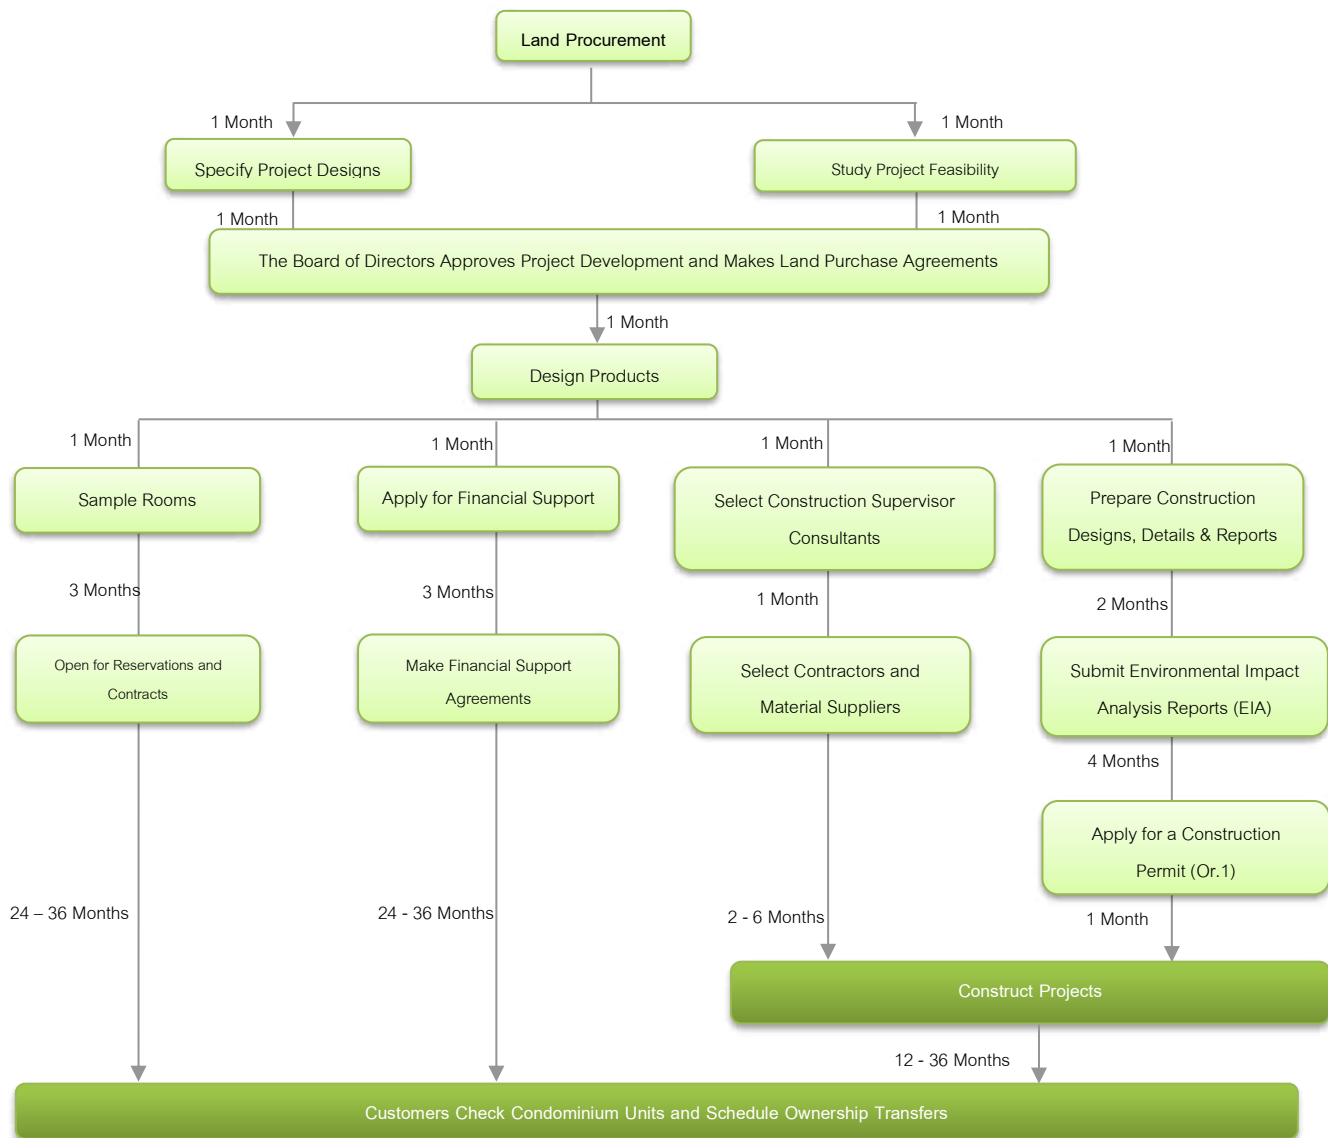 Land Procurement
1 Month
1 Month
Specify Project Designs
Study Project Feasibility
1 Month
1 Month
The Board of Directors Approves Project Development and Makes Land Purchase Agreements
1 Month
Design Products
1 Month
1 Month
1 Month
1 Month
Sample Rooms
Apply for Financial Support
Select Construction Supervisor
Consultants
Prepare Construction
Designs, Details & Reports
3 Months
3 Months
1 Month
2 Months
Open for Reservations and
Contracts
Make Financial Support
Agreements
Select Contractors and
Material Suppliers
Submit Environmental Impact
Analysis Reports (EIA)
4 Months
Apply for a Construction
Permit (Or.1)
24 – 36 Months
24 - 36 Months
2 - 6 Months
1 Month
Construct Projects
12 - 36 Months
Customers Check Condominium Units and Schedule Ownership Transfers